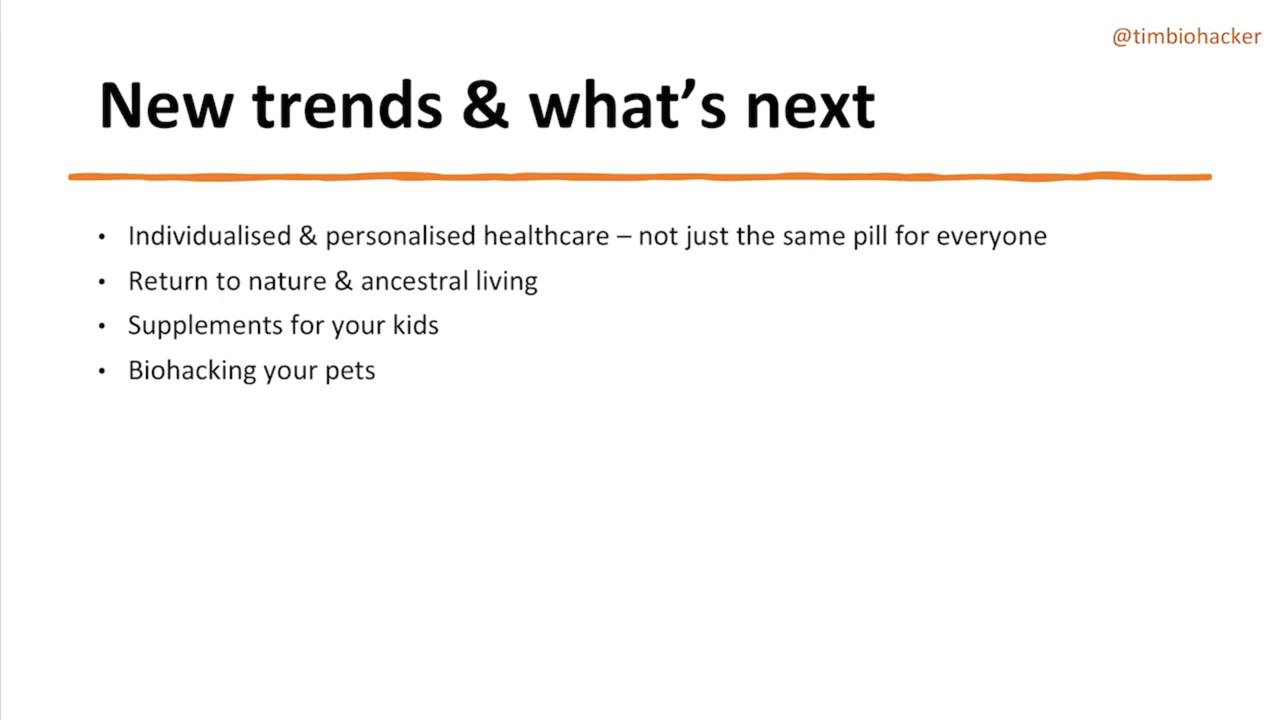 @timbiohacker
New trends & what’s next
• Individualised & personalised healthcare – not just the same pill for everyone
• Return to nature & ancestral living
• Supplements for your kids
• Biohacking your pets